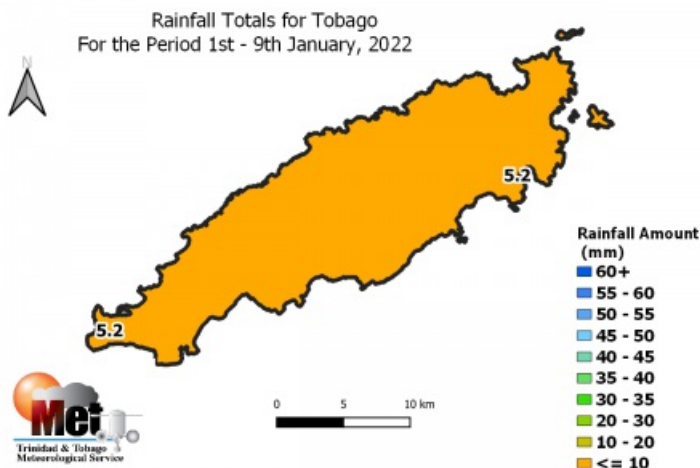 Rainfall Totals for Tobago
For the Period 1st - 9th January, 2022
N
5.2
5.2
Rainfall Amount
(mm)
60+
55 - 60
50 - 55
45 - 50
40 - 45
35 - 40
30 - 35
20 - 30
10 - 20
<= 10
0 5 10 km
Met
Trinidad & Tobago
Meteorological Service